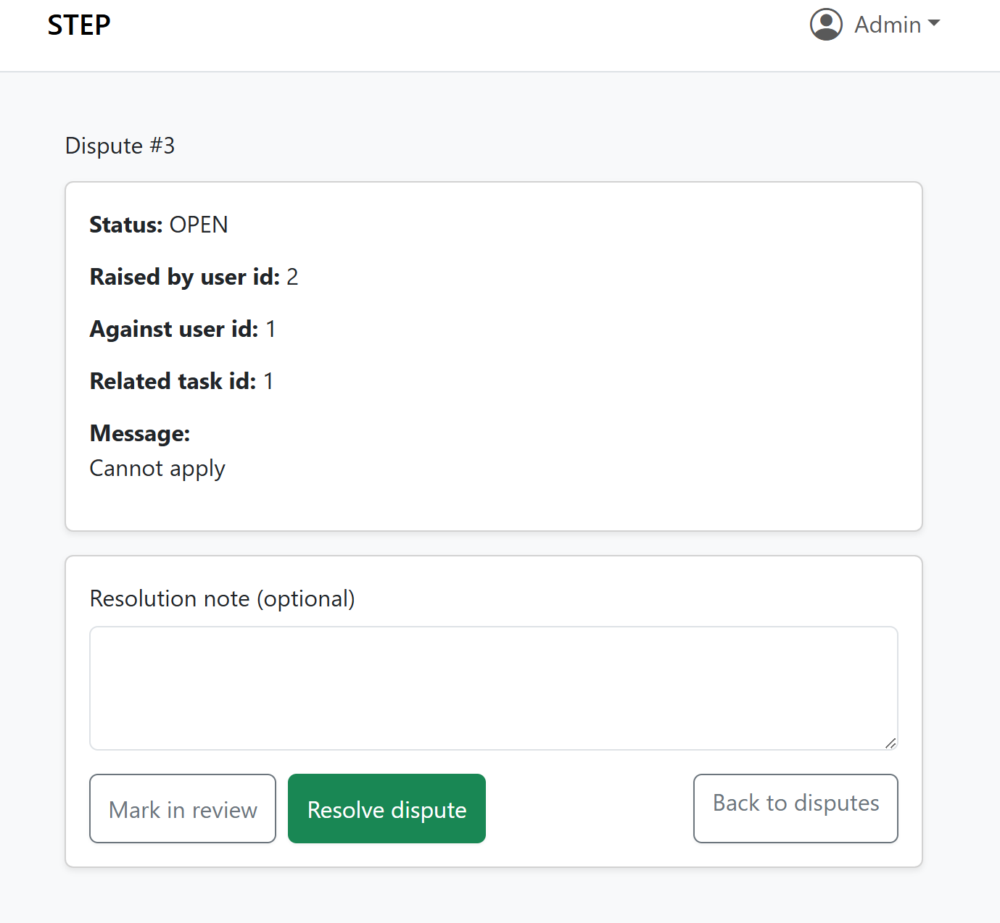 STEP
Admin
Dispute #3
Status: OPEN
Raised by user id: 2
Against user id: 1
Related task id: 1
Message:
Cannot apply
Resolution note (optional)
Mark in review
Resolve dispute
Back to disputes